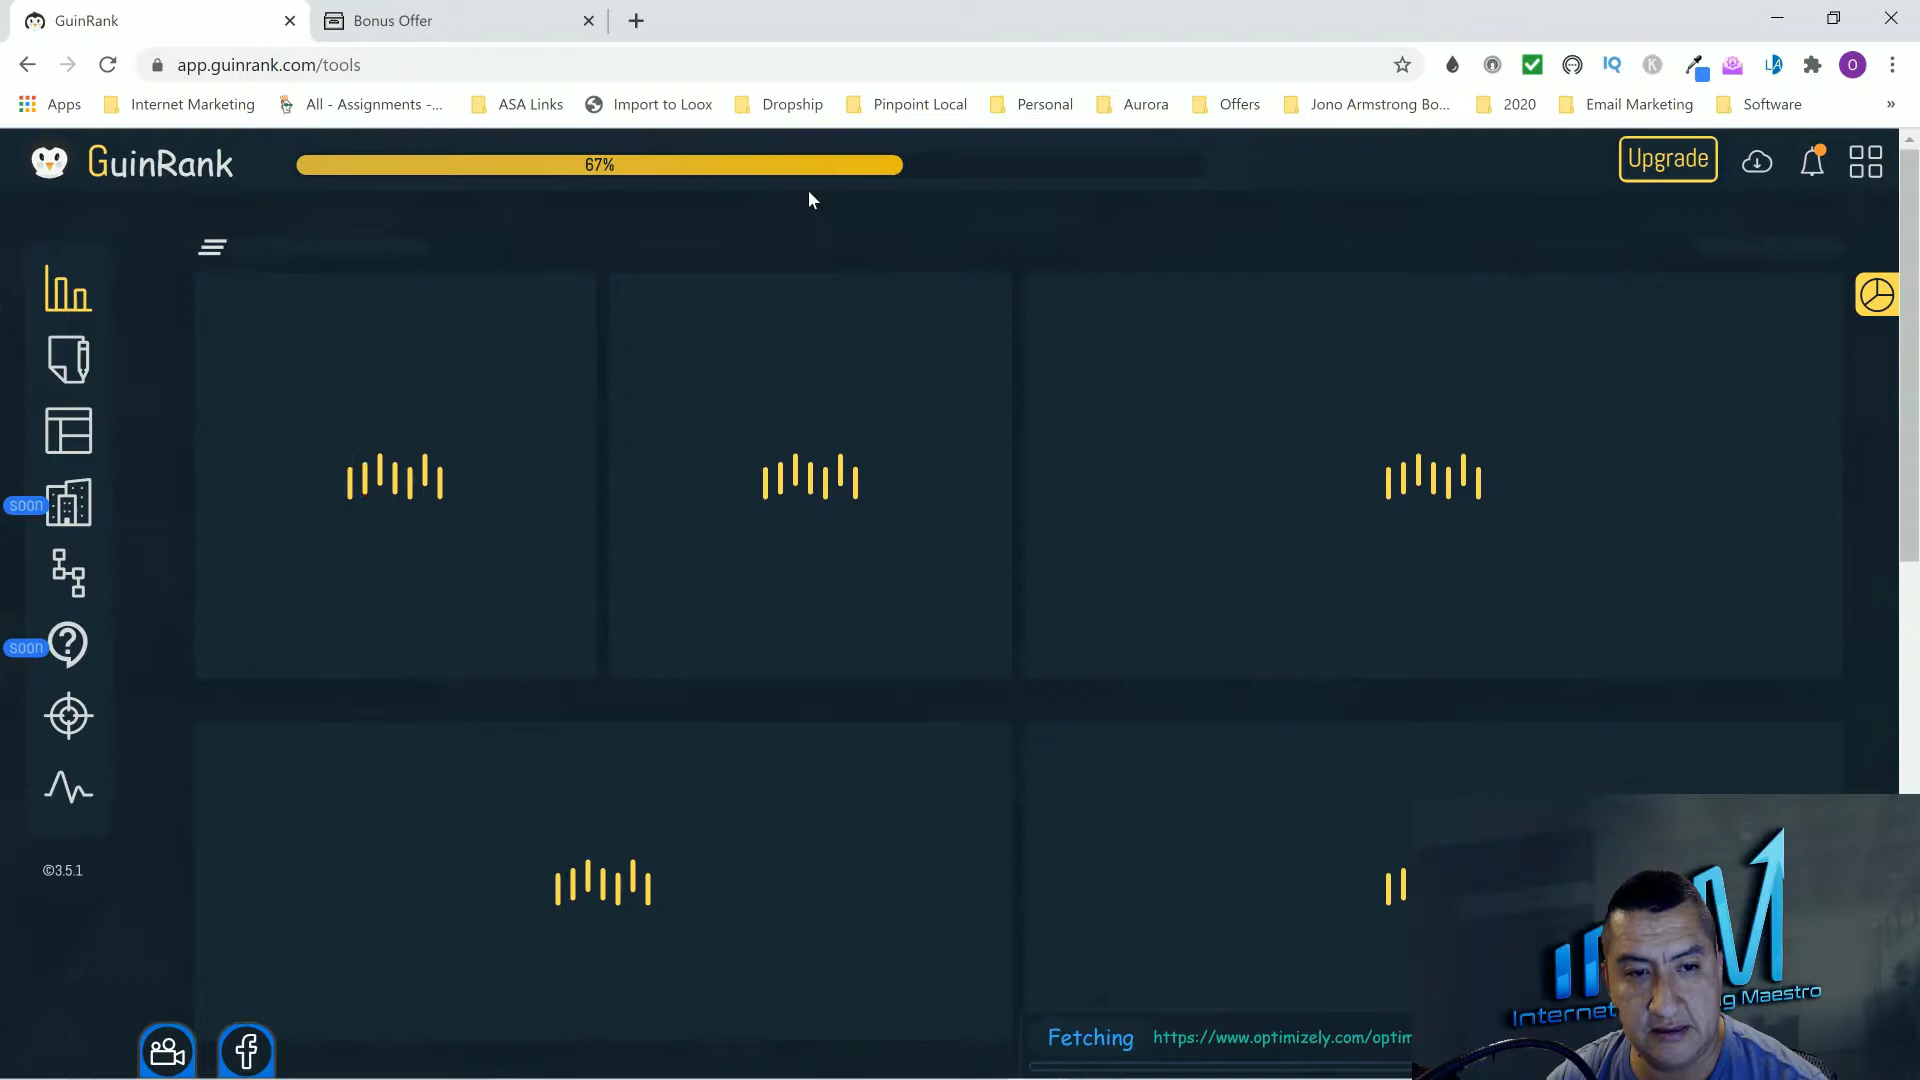 GuinRank
Bonus Offer
app.guinrank.com/tools
Apps
Internet Marketing
All - Assignments -...
ASA Links
Import to Loox
Dropship
Pinpoint Local
Personal
Aurora
Offers
Jono Armstrong Bo...
2020
Email Marketing
Software
»
GuinRank
67%
Upgrade
soon
soon
©3.5.1
Fetching https://www.optimizely.com/optim
Internet
g Maestro